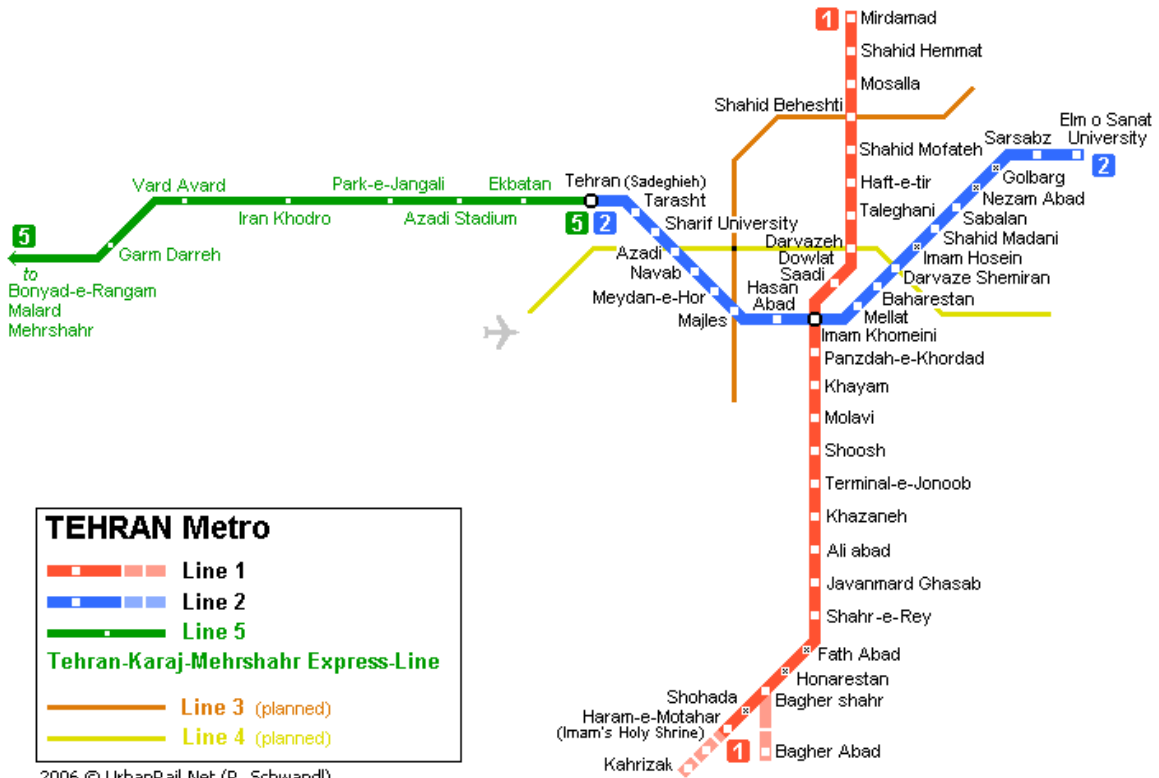 1
Mirdamad
Shahid Hemmat
Mosalla
Shahid Beheshti
Shahid Mofateh
Haft-e-tir
Taleghani
Darvazeh
Dowlat
Saadi
Elm o Sanat
University
Sarsabz
2
Golbarg
Nezam Abad
Sabalan
Shahid Madani
Imam Hosein
Darvaze Shemiran
Baharestan
Mellat
Imam Khomeini
Hasan
Abad
Majles
Meydan-e-Hor
Navab
Azadi
Sharif University
Tarasht
Tehran (Sadeghieh)
5 2
Ekbatan
Azadi Stadium
Park-e-Jangali
Iran Khodro
Vard Avard
Garm Darreh
5
to
Bonyad-e-Rangam
Malard
Mehrshahr
Panzdah-e-Khordad
Khayam
Molavi
Shoosh
Terminal-e-Jonoob
Khazaneh
Ali abad
Javanmard Ghasab
Shahr-e-Rey
Fath Abad
Honarestan
Bagher shahr
Shohada
Haram-e-Motahar
(Imam's Holy Shrine)
1
Bagher Abad
Kahrizak
TEHRAN Metro
Line 1
Line 2
Line 5
Tehran-Karaj-Mehrshahr Express-Line
Line 3 (planned)
Line 4 (planned)
2006 © UrbanRail.Net (R. Schwandl)